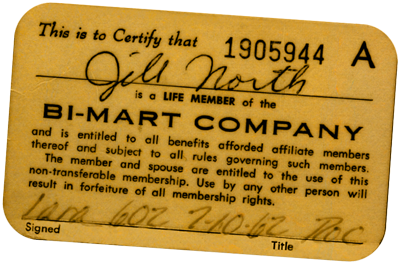 This is to Certify that 1905944 A
Jill North
is a LIFE MEMBER of the
BI-MART COMPANY
and is entitled to all benefits afforded affiliate members
thereof and subject to all rules governing such members.
The member and spouse are entitled to the use of this
non-transferable membership. Use by any other person will
result in forfeiture of all membership rights.
602
Signed Title